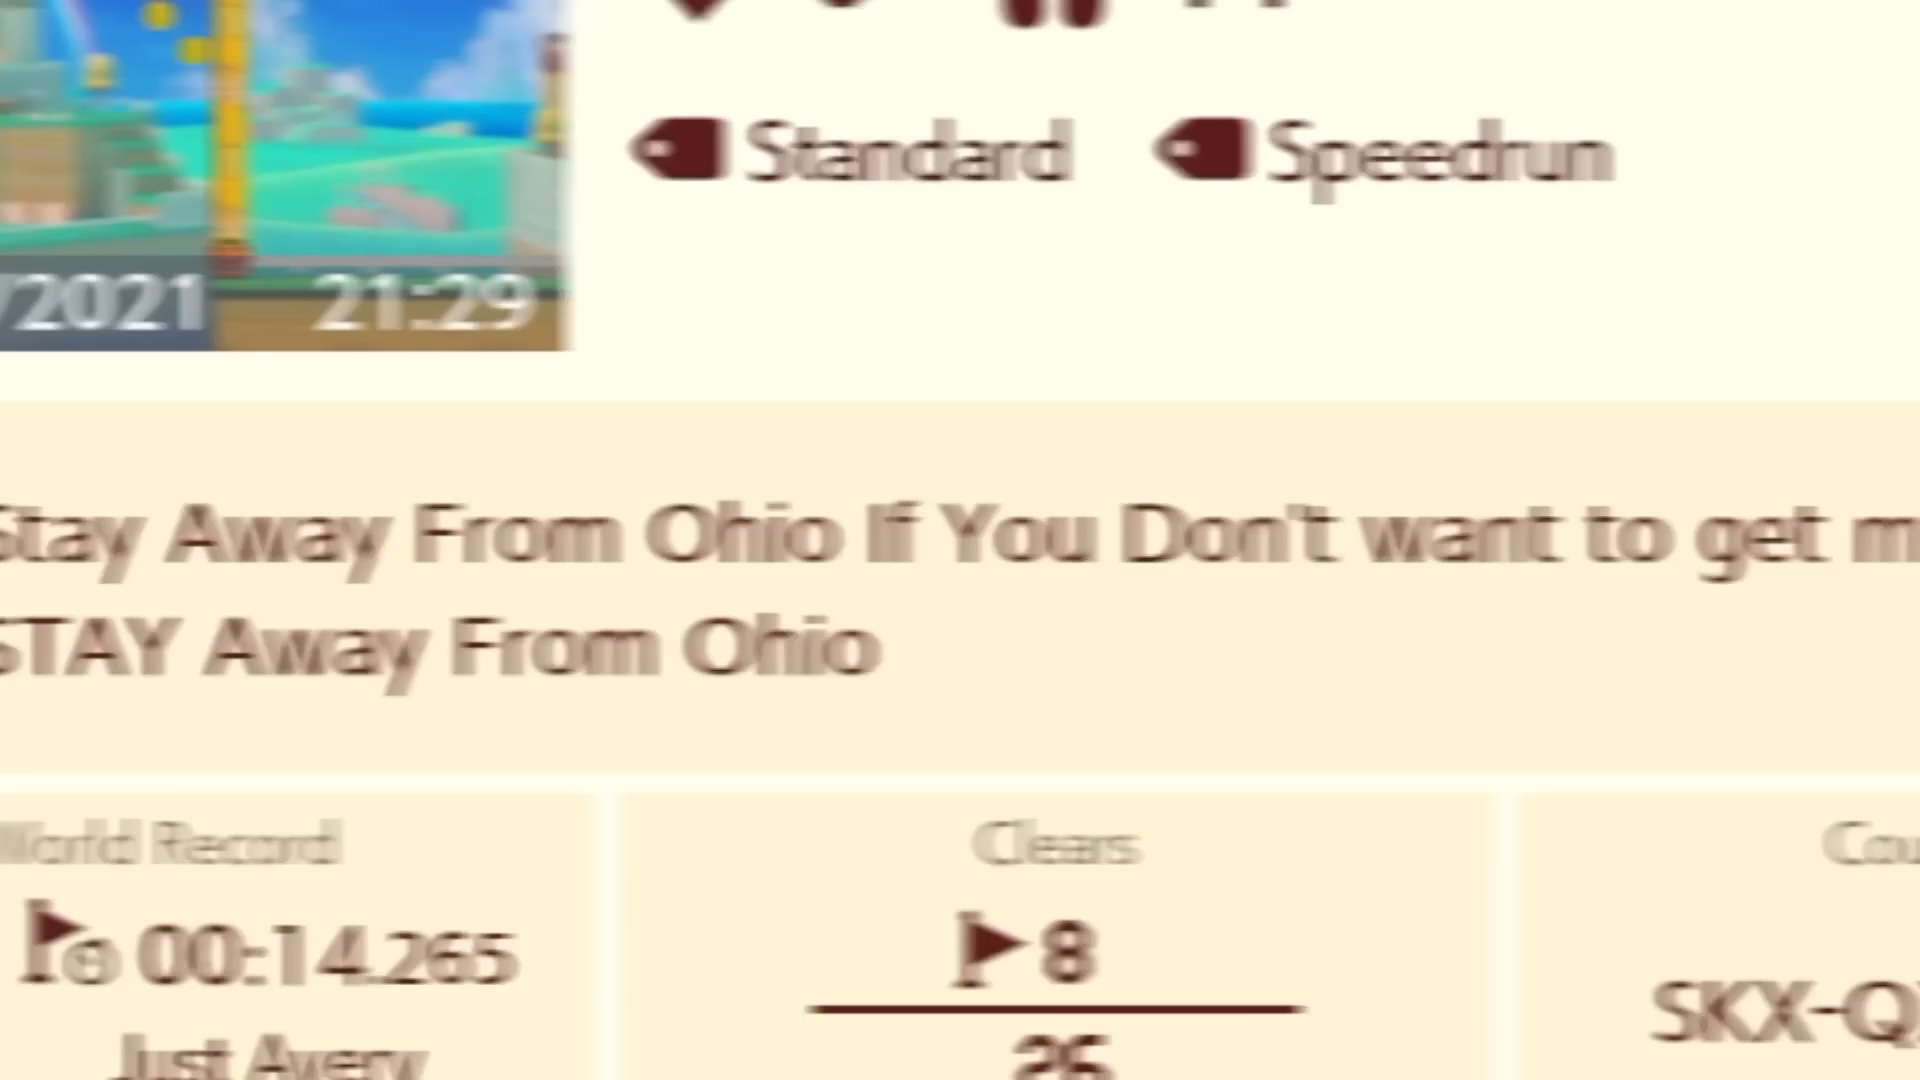 Standard Speedrun
/2021 21:29
Stay Away From Ohio If You Don't want to get m
STAY Away From Ohio
World Record Clears Cou
00:14.265 8
SKX-Q
Just Avery 26